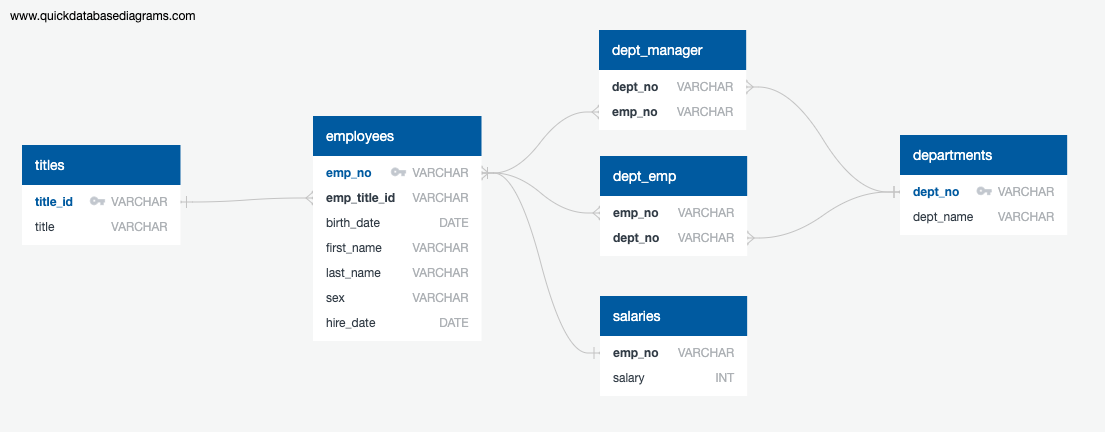 www.quickdatabasediagrams.com
titles
title_id VARCHAR
title VARCHAR
employees
emp_no VARCHAR
emp_title_id VARCHAR
birth_date DATE
first_name VARCHAR
last_name VARCHAR
sex VARCHAR
hire_date DATE
dept_manager
dept_no VARCHAR
emp_no VARCHAR
dept_emp
emp_no VARCHAR
dept_no VARCHAR
salaries
emp_no VARCHAR
salary INT
departments
dept_no VARCHAR
dept_name VARCHAR